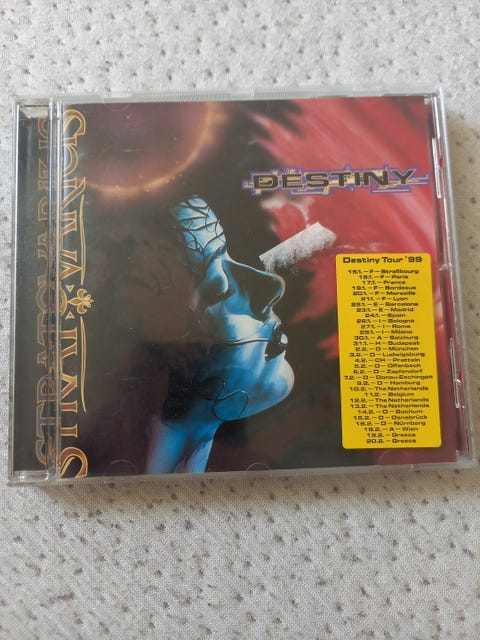 STRATOVARIUS
DESTINY
Destiny Tour '99
15.1. – F – Straßbourg
16.1. – F – Paris
17.1. – France
19.1. – F – Bordeaux
20.1. – F – Marseille
21.1. – F – Lyon
22.1. – E – Barcelona
23.1. – E – Madrid
24.1. – Spain
26.1. – I – Bologna
27.1. – I – Rome
28.1. – I – Milano
30.1. – A – Salzburg
31.1. – H – Budapest
2.2. – D – München
3.2. – D – Ludwigsburg
4.2. – CH – Pratteln
5.2. – D – Offenbach
6.2. – D – Zapfendorf
7.2. – D – Donau-Eschingen
9.2. – D – Hamburg
10.2. – The Netherlands
11.2. – Belgium
12.2. – The Netherlands
13.2. – The Netherlands
14.2. – D – Bochum
15.2. – D – Osnabrück
16.2. – D – Nürnberg
18.2. – A – Wien
19.2. – Greece
20.2. – Greece